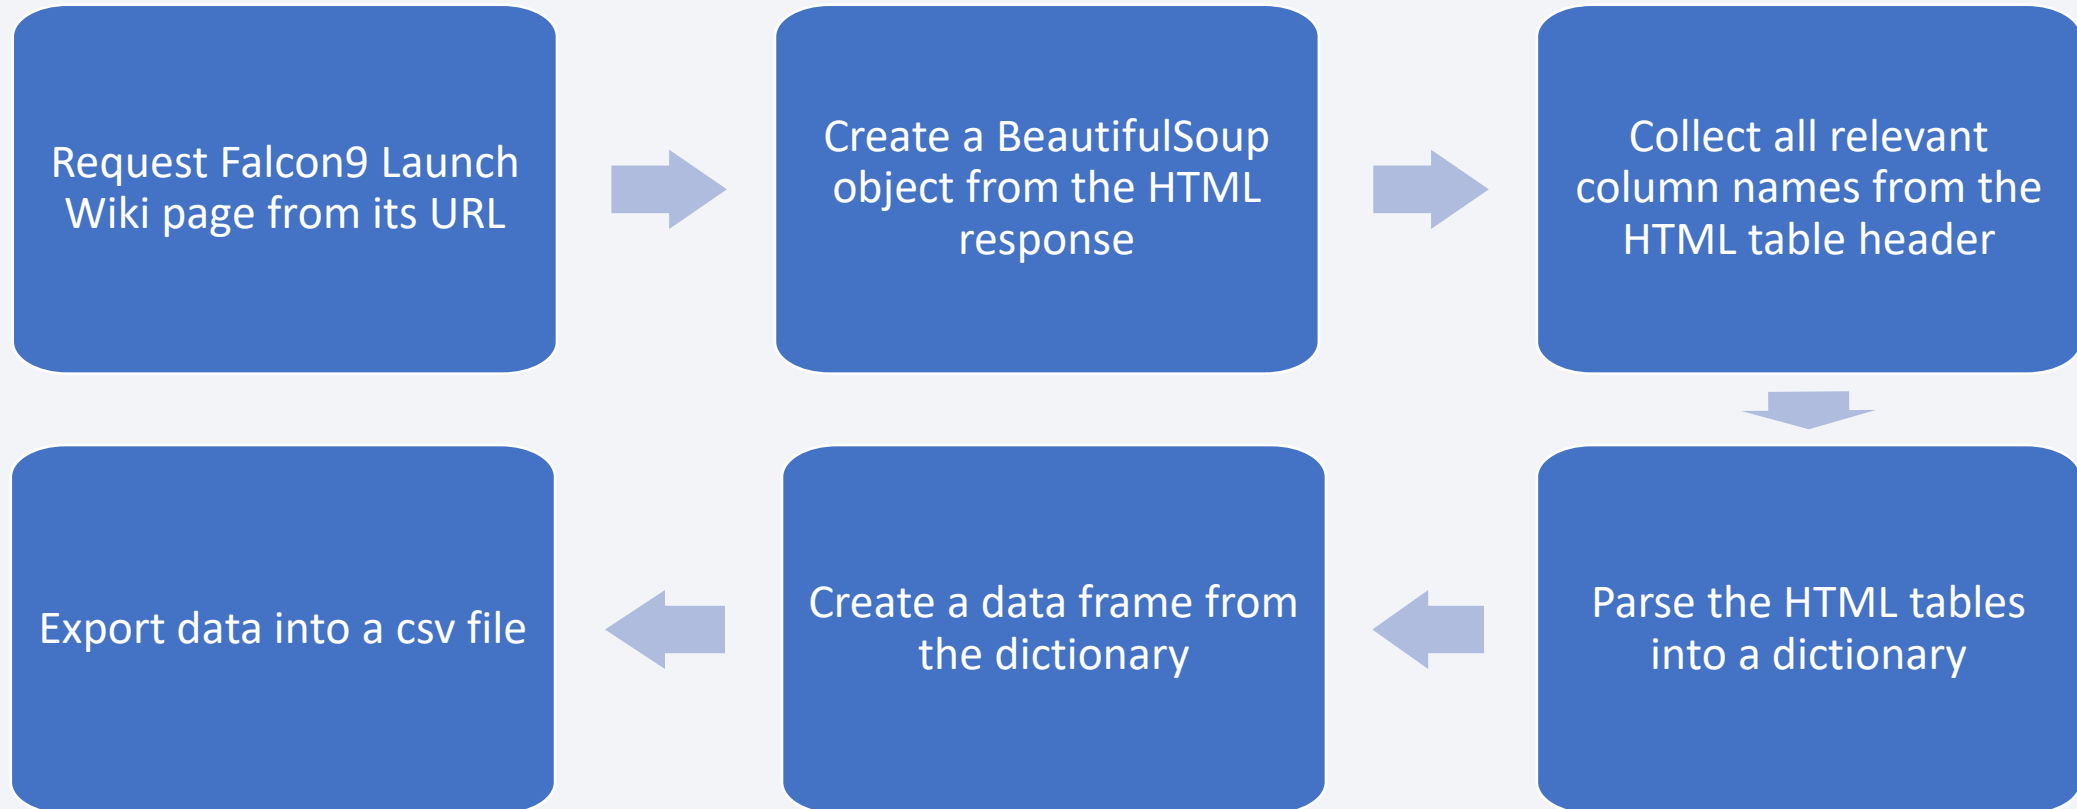 Request Falcon9 Launch
Wiki page from its URL
Create a BeautifulSoup
object from the HTML
response
Collect all relevant
column names from the
HTML table header
Parse the HTML tables
into a dictionary
Create a data frame from
the dictionary
Export data into a csv file